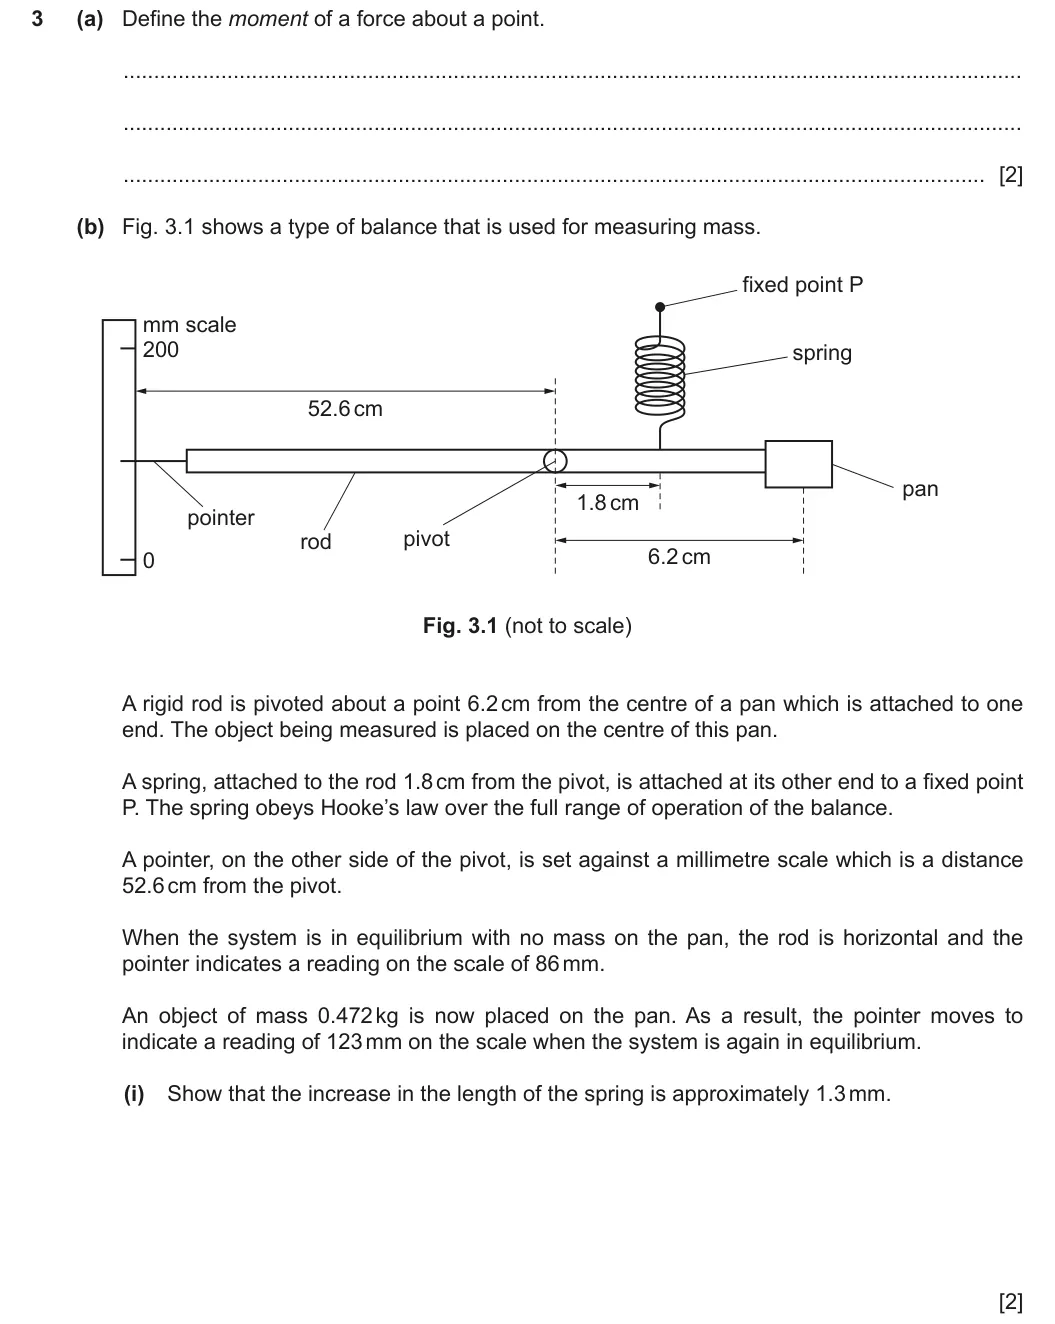 3 (a) Define the moment of a force about a point.
..........................................................................................................................................................
..........................................................................................................................................................
.................................................................................................................................................... [2]
(b) Fig. 3.1 shows a type of balance that is used for measuring mass.
fixed point P
mm scale
200
spring
52.6 cm
pan
1.8 cm
pointer
rod
pivot
6.2 cm
0
Fig. 3.1 (not to scale)
A rigid rod is pivoted about a point 6.2 cm from the centre of a pan which is attached to one
end. The object being measured is placed on the centre of this pan.
A spring, attached to the rod 1.8 cm from the pivot, is attached at its other end to a fixed point
P. The spring obeys Hooke’s law over the full range of operation of the balance.
A pointer, on the other side of the pivot, is set against a millimetre scale which is a distance
52.6 cm from the pivot.
When the system is in equilibrium with no mass on the pan, the rod is horizontal and the
pointer indicates a reading on the scale of 86 mm.
An object of mass 0.472 kg is now placed on the pan. As a result, the pointer moves to
indicate a reading of 123 mm on the scale when the system is again in equilibrium.
(i) Show that the increase in the length of the spring is approximately 1.3 mm.
[2]